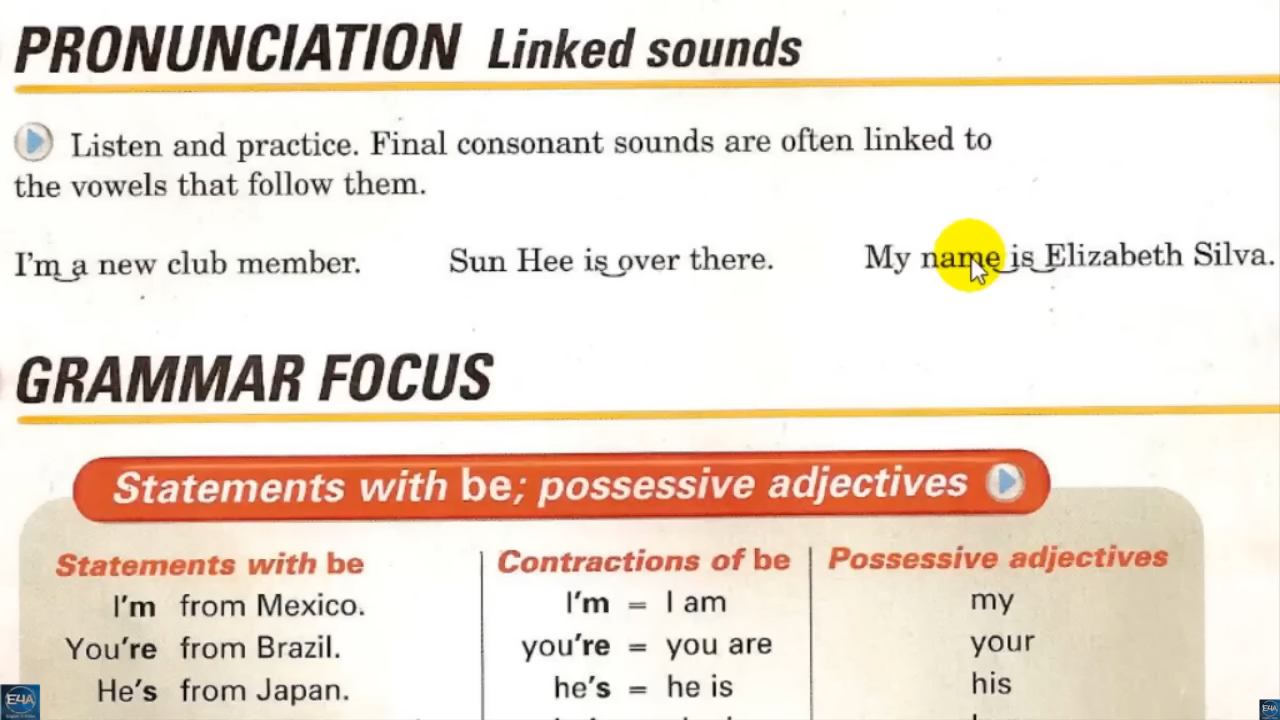 PRONUNCIATION Linked sounds
Listen and practice. Final consonant sounds are often linked to
the vowels that follow them.
I'm a new club member. Sun Hee is over there. My name is Elizabeth Silva.
GRAMMAR FOCUS
Statements with be; possessive adjectives
Statements with be Contractions of be Possessive adjectives
I'm from Mexico. I'm = I am my
You're from Brazil. you're = you are your
He's from Japan. he's = he is his
E4A
E4A